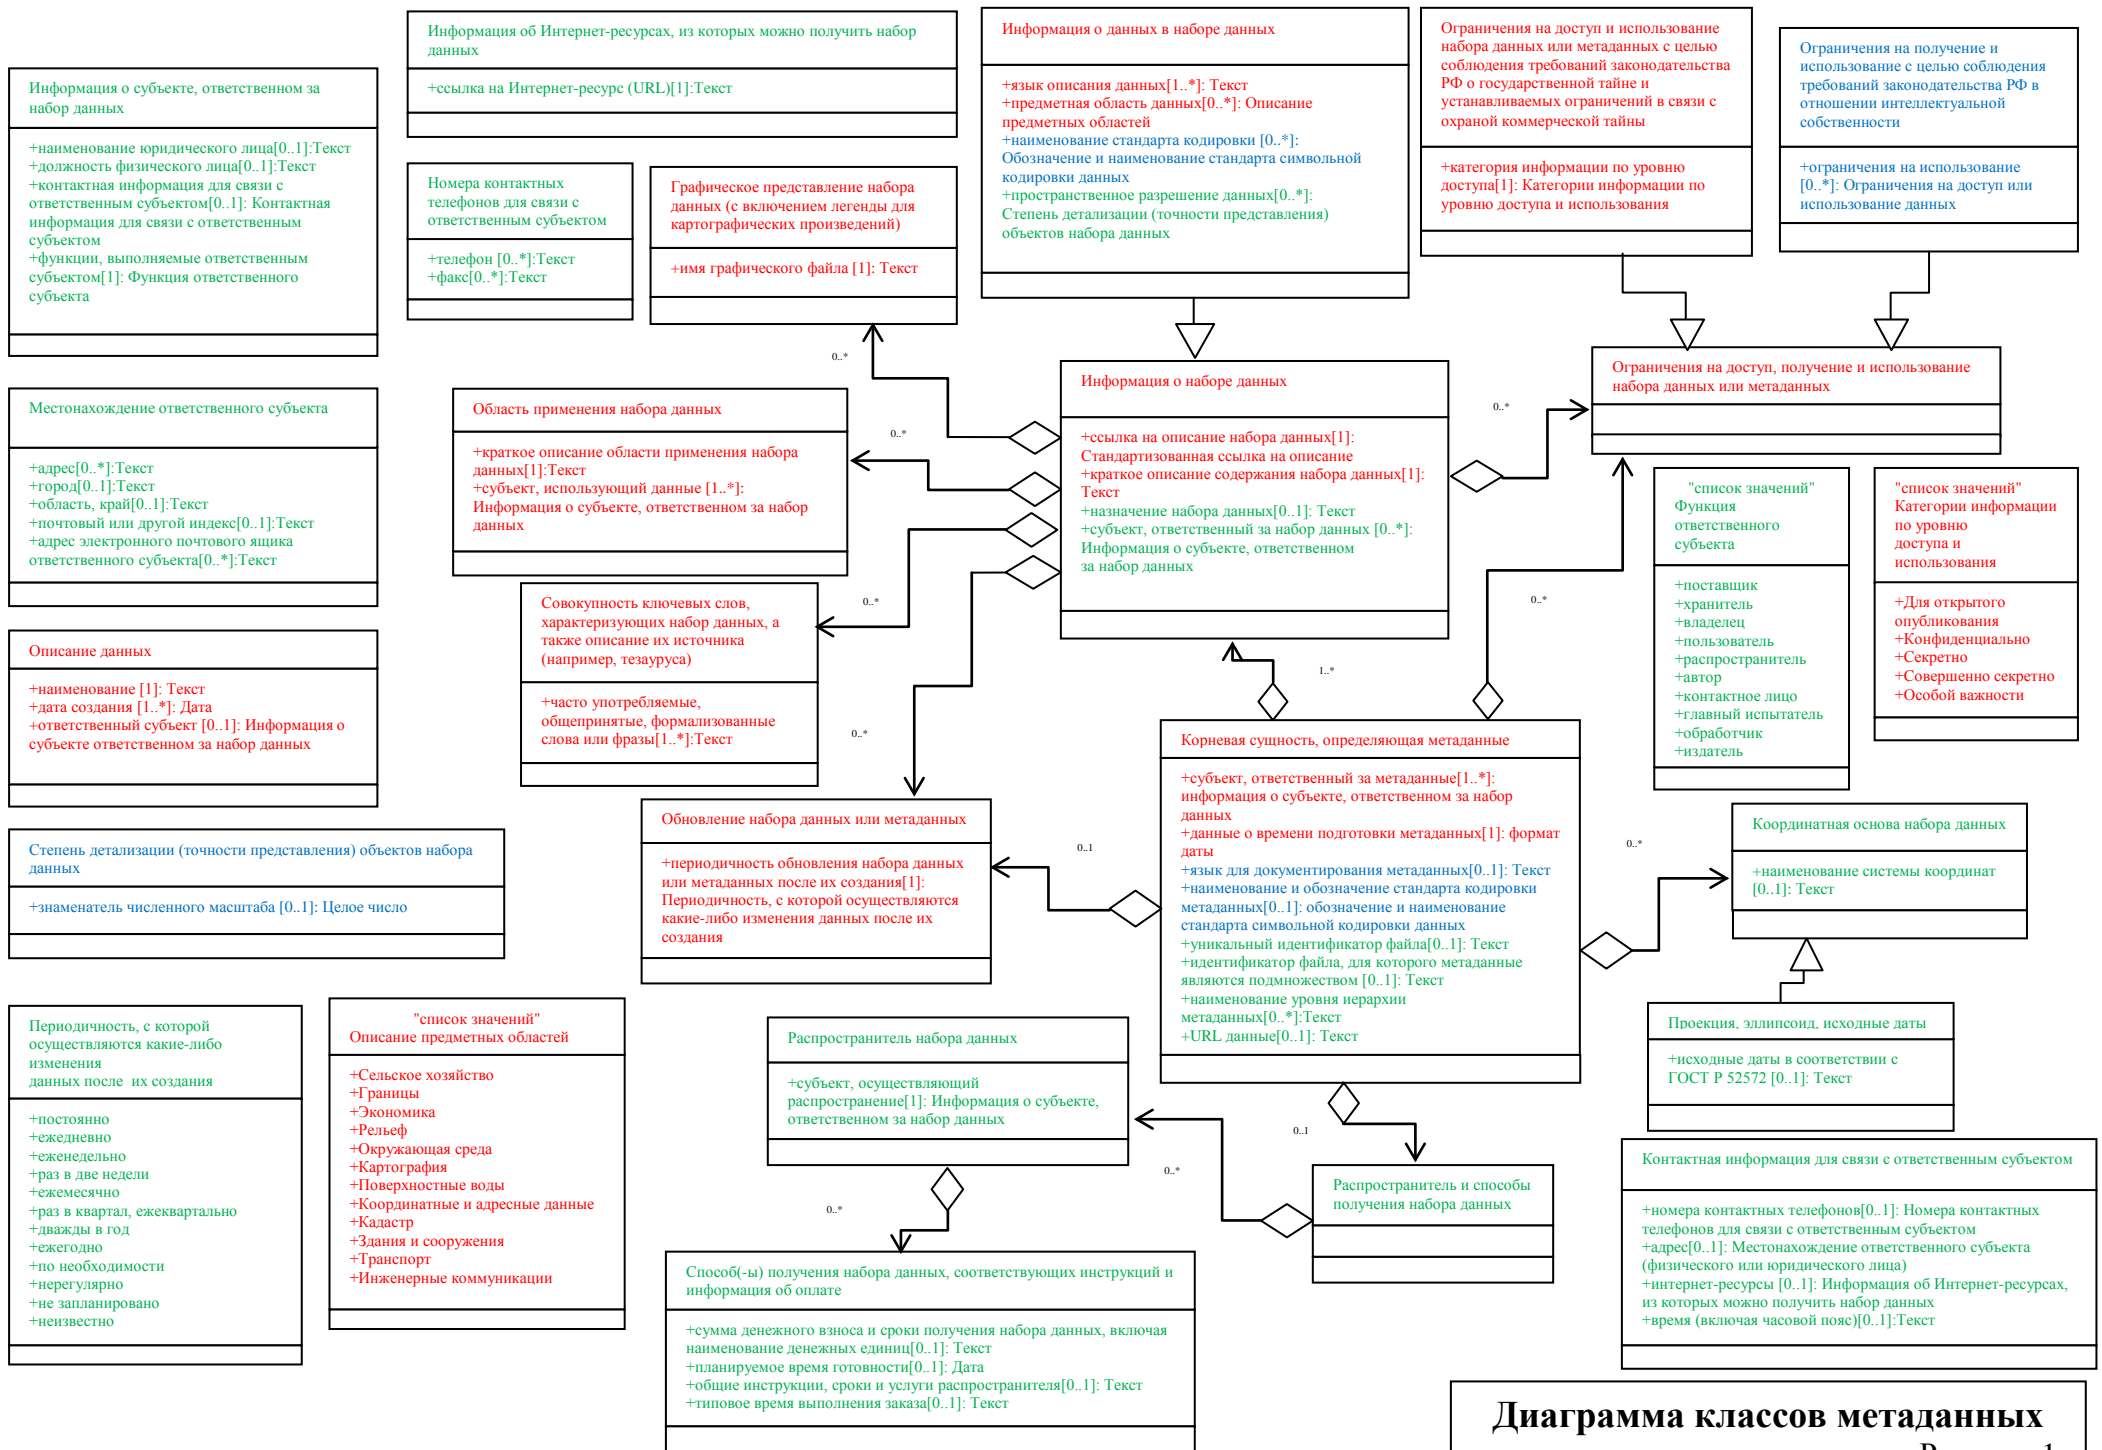 Информация о субъекте, ответственном за
набор данных
+наименование юридического лица[0..1]:Текст
+должность физического лица[0..1]:Текст
+контактная информация для связи с
ответственным субъектом[0..1]: Контактная
информация для связи с ответственным
субъектом
+функции, выполняемые ответственным
субъектом[1]: Функция ответственного
субъекта
Информация об Интернет-ресурсах, из которых можно получить набор
данных
+ссылка на Интернет-ресурс (URL)[1]:Текст
Номера контактных
телефонов для связи с
ответственным субъектом
+телефон [0..*]:Текст
+факс[0..*]:Текст
Графическое представление набора
данных (с включением легенды для
картографических произведений)
+имя графического файла [1]: Текст
Информация о данных в наборе данных
+язык описания данных[1..*]: Текст
+предметная область данных[0..*]: Описание
предметных областей
+наименование стандарта кодировки [0..*]:
Обозначение и наименование стандарта символьной
кодировки данных
+пространственное разрешение данных[0..*]:
Степень детализации (точности представления)
объектов набора данных
Ограничения на доступ и использование
набора данных или метаданных с целью
соблюдения требований законодательства
РФ о государственной тайне и
устанавливаемых ограничений в связи с
охраной коммерческой тайны
+категория информации по уровню
доступа[1]: Категории информации по
уровню доступа и использования
Ограничения на получение и
использование с целью соблюдения
требований законодательства РФ в
отношении интеллектуальной
собственности
+ограничения на использование
[0..*]: Ограничения на доступ или
использование данных
0..*
Местонахождение ответственного субъекта
+адрес[0..*]:Текст
+город[0..1]:Текст
+область, край[0..1]:Текст
+почтовый или другой индекс[0..1]:Текст
+адрес электронного почтового ящика
ответственного субъекта[0..*]:Текст
Область применения набора данных
+краткое описание области применения набора
данных[1]:Текст
+субъект, использующий данные [1..*]:
Информация о субъекте, ответственном за набор
данных
0..*
Информация о наборе данных
+ссылка на описание набора данных[1]:
Стандартизованная ссылка на описание
+краткое описание содержания набора данных[1]:
Текст
+назначение набора данных[0..1]: Текст
+субъект, ответственный за набор данных [0..*]:
Информация о субъекте, ответственном
за набор данных
0..*
Ограничения на доступ, получение и использование
набора данных или метаданных
"список значений"
Функция
ответственного
субъекта
+поставщик
+хранитель
+владелец
+пользователь
+распространитель
+автор
+контактное лицо
+главный испытатель
+обработчик
+издатель
"список значений"
Категории информации
по уровню
доступа и
использования
+Для открытого
опубликования
+Конфиденциально
+Секретно
+Совершенно секретно
+Особой важности
Совокупность ключевых слов,
характеризующих набор данных, а
также описание их источника
(например, тезауруса)
+часто употребляемые,
общепринятые, формализованные
слова или фразы[1..*]:Текст
0..*
0..*
0..*
1..*
Описание данных
+наименование [1]: Текст
+дата создания [1..*]: Дата
+ответственный субъект [0..1]: Информация о
субъекте ответственном за набор данных
Корневая сущность, определяющая метаданные
+субъект, ответственный за метаданные[1..*]:
информация о субъекте, ответственном за набор
данных
+данные о времени подготовки метаданных[1]: формат
даты
+язык для документирования метаданных[0..1]: Текст
+наименование и обозначение стандарта кодировки
метаданных[0..1]: обозначение и наименование
стандарта символьной кодировки данных
+уникальный идентификатор файла[0..1]: Текст
+идентификатор файла, для которого метаданные
являются подмножеством [0..1]: Текст
+наименование уровня иерархии
метаданных[0..*]:Текст
+URL данные[0..1]: Текст
Обновление набора данных или метаданных
+периодичность обновления набора данных
или метаданных после их создания[1]:
Периодичность, с которой осуществляются
какие-либо изменения данных после их
создания
0..1
0..*
Координатная основа набора данных
+наименование системы координат
[0..1]: Текст
Степень детализации (точности представления) объектов набора
данных
+знаменатель численного масштаба [0..1]: Целое число
Проекция, эллипсоид, исходные даты
+исходные даты в соответствии с
ГОСТ Р 52572 [0..1]: Текст
Периодичность, с которой
осуществляются какие-либо
изменения
данных после их создания
+постоянно
+ежедневно
+еженедельно
+раз в две недели
+ежемесячно
+раз в квартал, ежеквартально
+дважды в год
+ежегодно
+по необходимости
+нерегулярно
+не запланировано
+неизвестно
"список значений"
Описание предметных областей
+Сельское хозяйство
+Границы
+Экономика
+Рельеф
+Окружающая среда
+Картография
+Поверхностные воды
+Координатные и адресные данные
+Кадастр
+Здания и сооружения
+Транспорт
+Инженерные коммуникации
Распространитель набора данных
+субъект, осуществляющий
распространение[1]: Информация о субъекте,
ответственном за набор данных
0..1
0..*
0..*
Распространитель и способы
получения набора данных
Контактная информация для связи с ответственным субъектом
+номера контактных телефонов[0..1]: Номера контактных
телефонов для связи с ответственным субъектом
+адрес[0..1]: Местонахождение ответственного субъекта
(физического или юридического лица)
+интернет-ресурсы [0..1]: Информация об Интернет-ресурсах,
из которых можно получить набор данных
+время (включая часовой пояс)[0..1]:Текст
Способ(-ы) получения набора данных, соответствующих инструкций и
информация об оплате
+сумма денежного взноса и сроки получения набора данных, включая
наименование денежных единиц[0..1]: Текст
+планируемое время готовности[0..1]: Дата
+общие инструкции, сроки и услуги распространителя[0..1]: Текст
+типовое время выполнения заказа[0..1]: Текст
Диаграмма классов метаданных